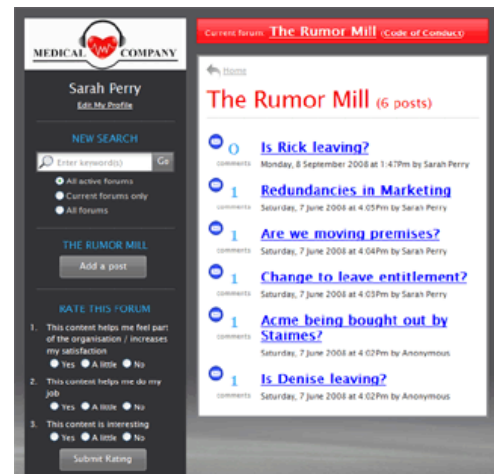 MEDICAL COMPANY
Sarah Perry
Edit My Profile
NEW SEARCH
Enter keyword(s) Go
All active forums
Current forums only
All forums
THE RUMOR MILL
Add a post
RATE THIS FORUM
1. This content helps me feel part
of the organisation / increases
my satisfaction
Yes A little No
2. This content helps me do my
job
Yes A little No
3. This content is interesting
Yes A little No
Submit Rating
Current forum: The Rumor Mill (Code of Conduct)
Home
The Rumor Mill (6 posts)
0 Is Rick leaving?
comments Monday, 8 September 2008 at 1:47Pm by Sarah Perry
1 Redundancies in Marketing
comments Saturday, 7 June 2008 at 4:05Pm by Sarah Perry
1 Are we moving premises?
comments Saturday, 7 June 2008 at 4:04Pm by Sarah Perry
1 Change to leave entitlement?
comments Saturday, 7 June 2008 at 4:03Pm by Sarah Perry
1 Acme being bought out by
Staimes?
comments Saturday, 7 June 2008 at 4:02Pm by Anonymous
1 Is Denise leaving?
comments Saturday, 7 June 2008 at 4:02Pm by Anonymous